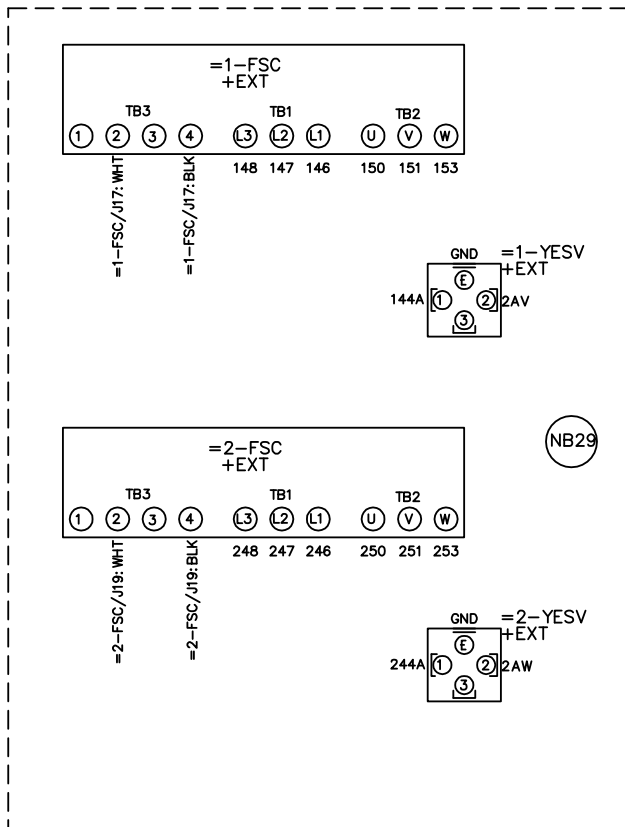 =1-FSC
+EXT
TB3 TB1 TB2
1 2 3 4 L3 L2 L1 U V W
148 147 146 150 151 153
=1-FSC/J17:WHT
=1-FSC/J17:BLK
GND =1-YESV
+EXT
E
144A 1 2 2AV
3
=2-FSC
+EXT
NB29
TB3 TB1 TB2
1 2 3 4 L3 L2 L1 U V W
248 247 246 250 251 253
=2-FSC/J19:WHT
=2-FSC/J19:BLK
GND =2-YESV
+EXT
E
244A 1 2 2AW
3